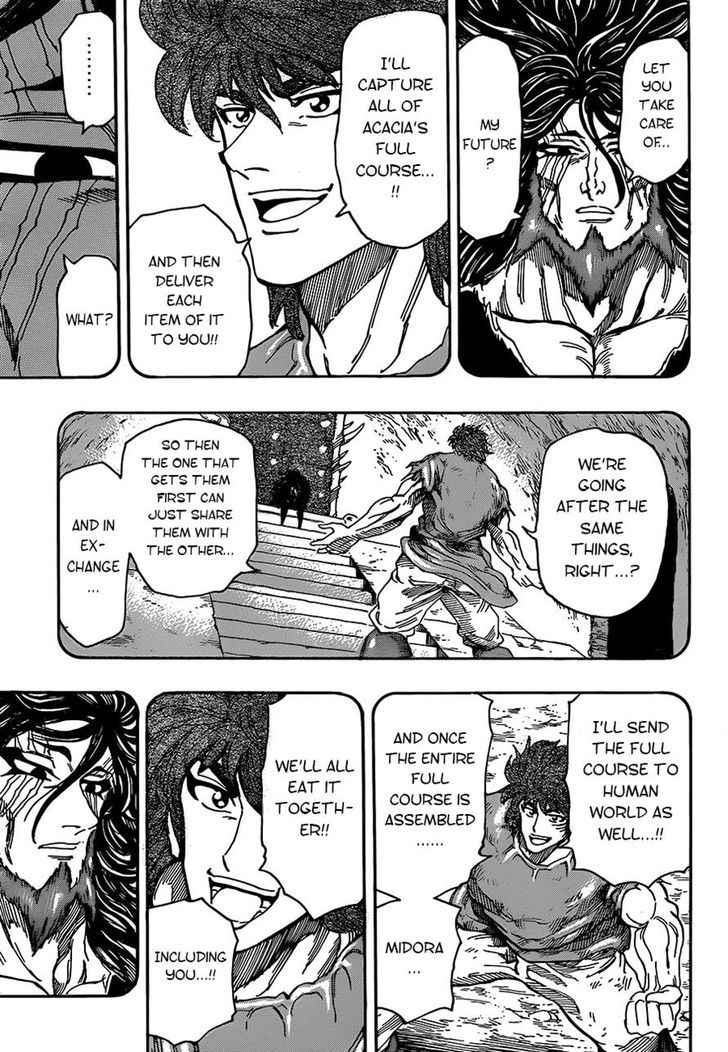 LET
YOU
TAKE
CARE
OF...
MY
FUTURE
?
I'LL
CAPTURE
ALL OF
ACACIA'S
FULL
COURSE...
!!
AND THEN
DELIVER
EACH
ITEM OF IT
TO YOU!!
......
WHAT?
WE'RE
GOING
AFTER THE
SAME
THINGS,
RIGHT...?
SO THEN
THE ONE THAT
GETS THEM
FIRST CAN
JUST SHARE
THEM WITH
THE OTHER...
AND IN
EX-
CHANGE
...
I'LL SEND
THE FULL
COURSE TO
HUMAN
WORLD AS
WELL...!!
AND ONCE
THE ENTIRE
FULL
COURSE IS
ASSEMBLED
......
MIDORA
...
WE'LL ALL
EAT IT
TOGETH-
ER!!
INCLUDING
YOU...!!